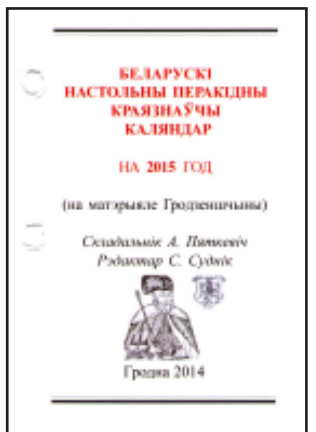 БЕЛАРУСКІ
НАСТОЛЬНЫ ПЕРАКІДНЫ
КРАЯЗНАЎЧЫ
КАЛЯНДАР
НА 2015 ГОД
(на матэрыяле Гродзеншчыны)
Складальнік А. Пяткевіч
Рэдактар С. Суднік
Гродна 2014